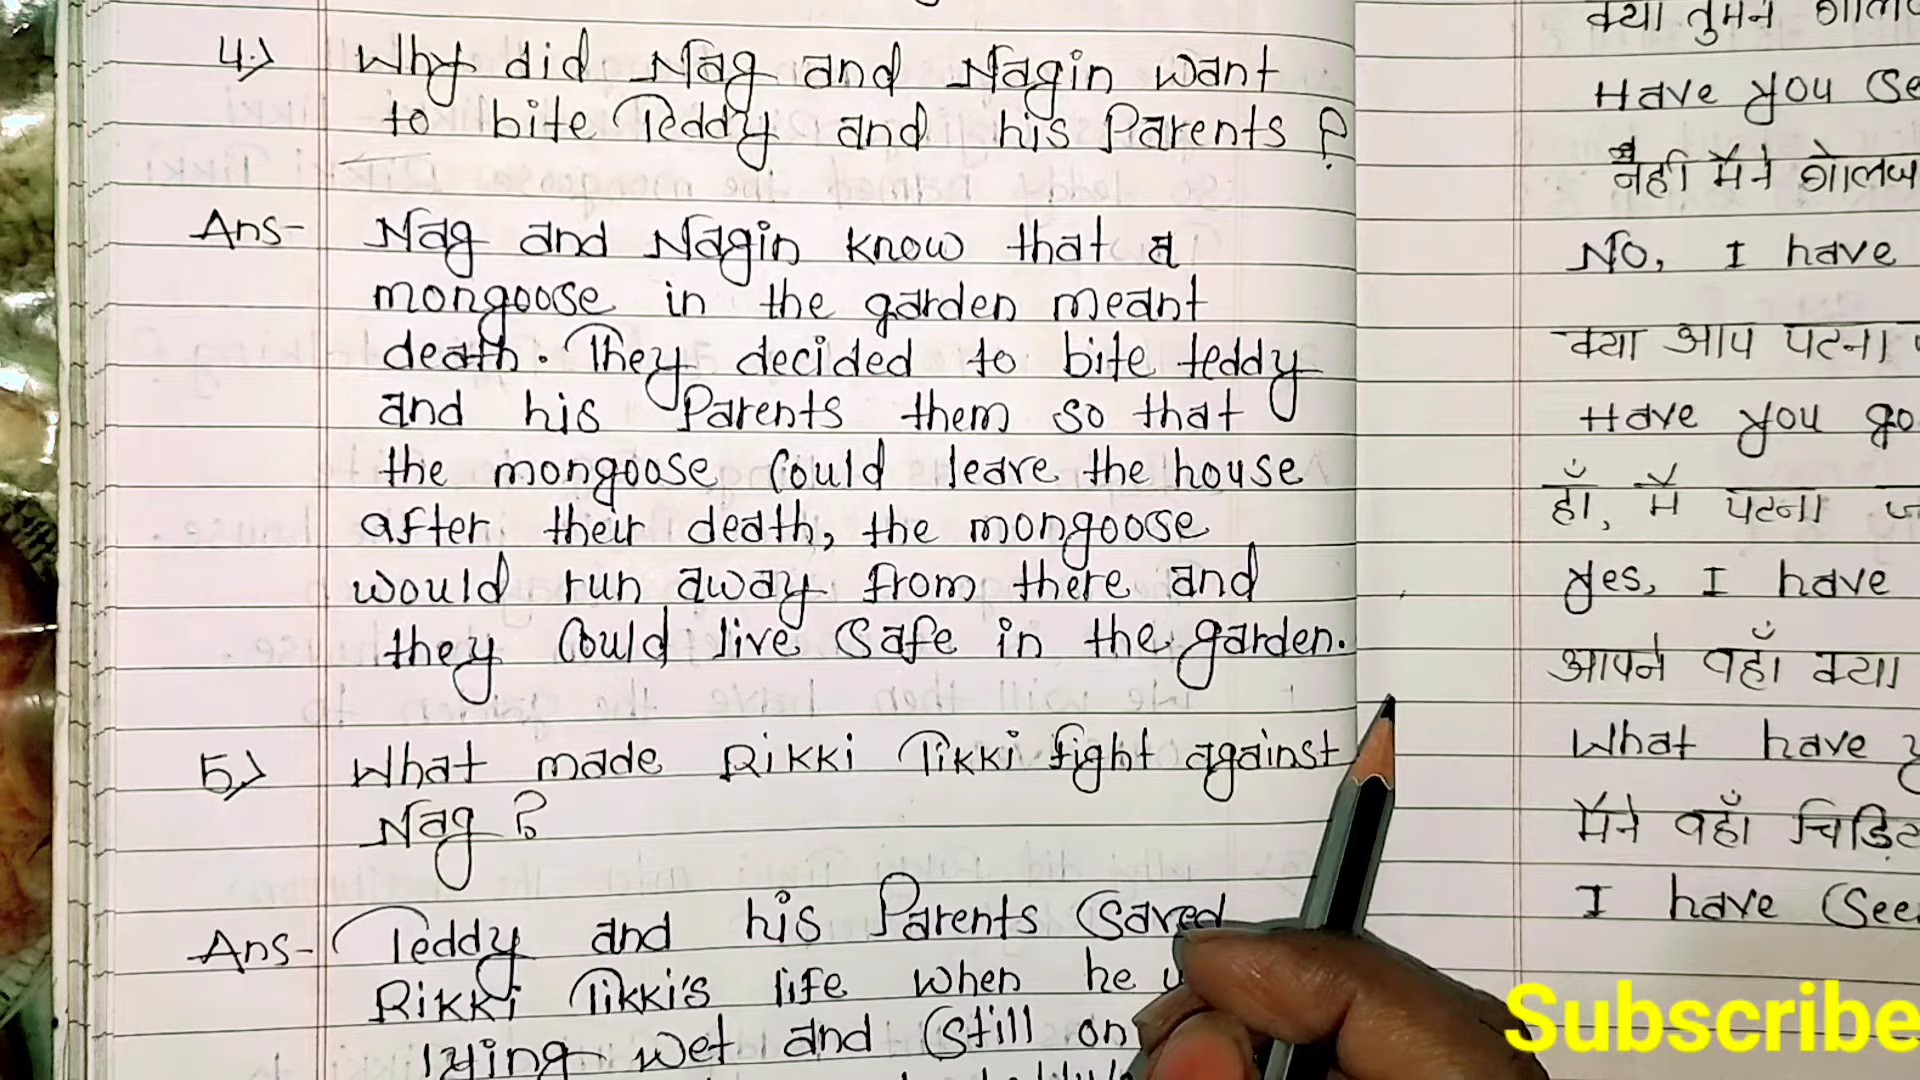 4.) Why did Nag and Nagin want
to bite Teddy and his Parents ?
Ans- Nag and Nagin know that a
mongoose in the garden meant
death. They decided to bite teddy
and his Parents them so that
the mongoose Could leave the house
after their death, the mongoose
would run away from there and
they Could live Safe in the garden.
5.) What made Rikki Tikki fight against
Nag ?
Ans- Teddy and his Parents Saved
Rikki Tikki's life when he
lying wet and Still on
क्या तुमने
Have you
नहीं मैंने
No, I have
क्या आप पटना
Have you
हाँ, मैं पटना
Yes, I have
आपने वहाँ क्या
What have
मैंने वहाँ
I have
Subscribe